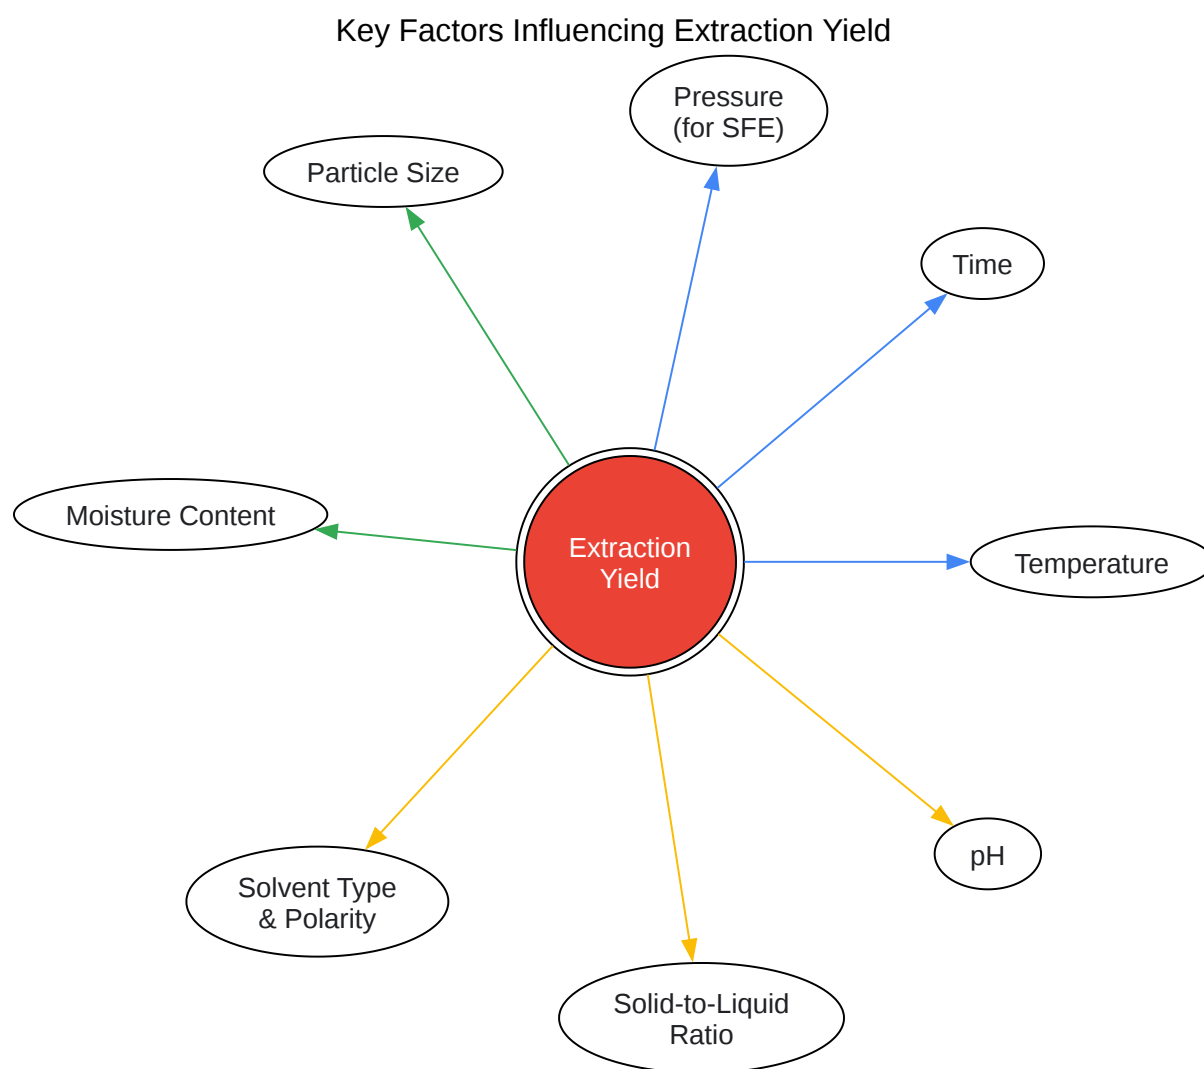 Key Factors Influencing Extraction Yield
Pressure
(for SFE)
Particle Size
Time
Moisture Content
Extraction
Yield
Temperature
Solvent Type
& Polarity
pH
Solid-to-Liquid
Ratio